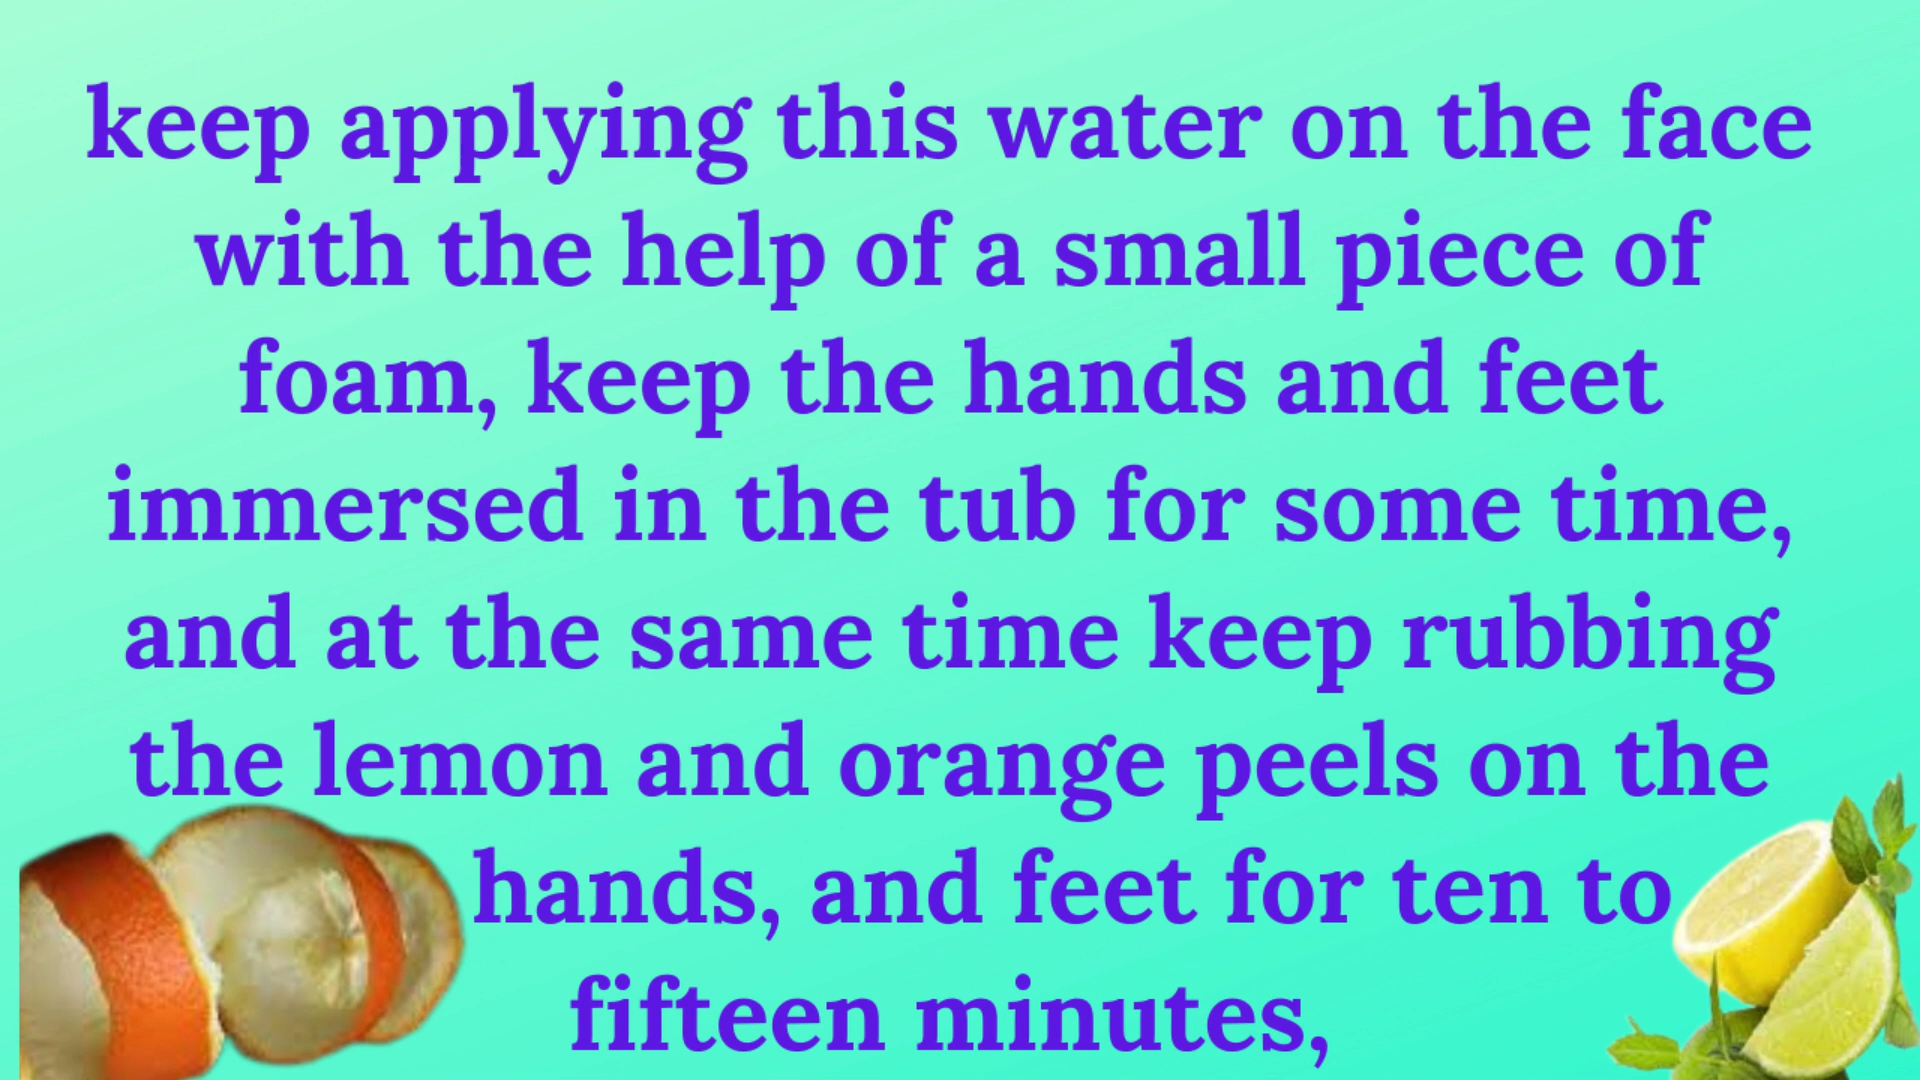 keep applying this water on the face
with the help of a small piece of
foam, keep the hands and feet
immersed in the tub for some time,
and at the same time keep rubbing
the lemon and orange peels on the
hands, and feet for ten to
fifteen minutes,